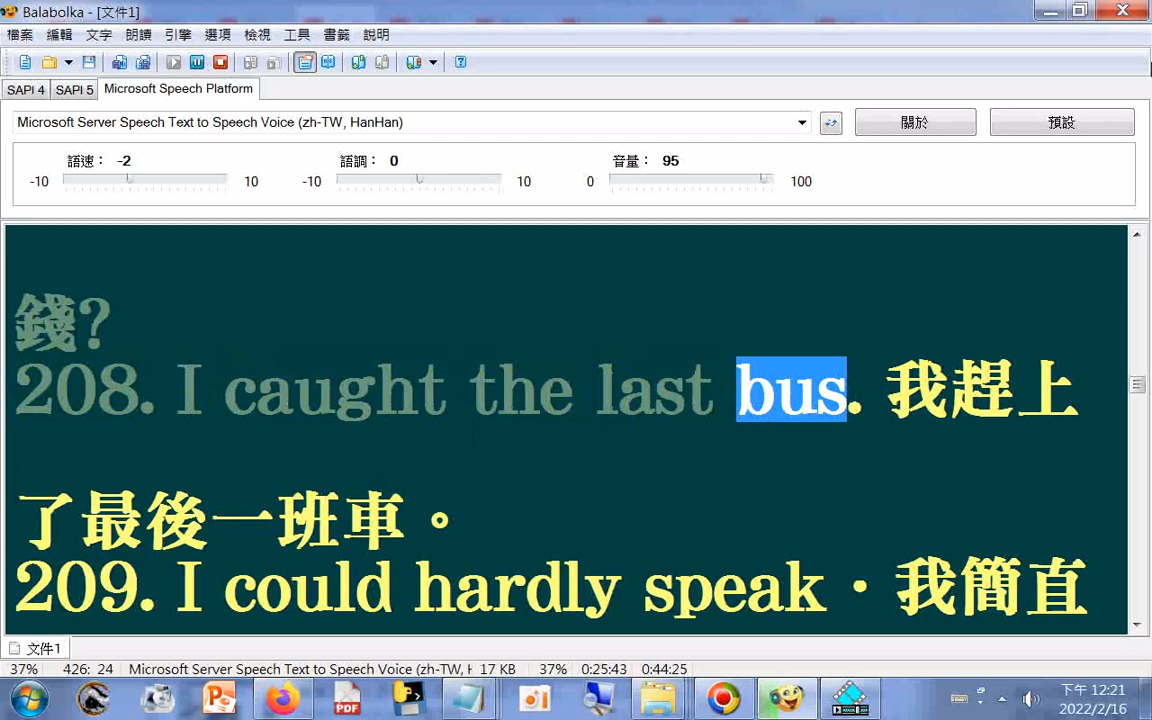 Balabolka - [文件1]
檔案 編輯 文字 朗讀 引擎 選項 檢視 工具 書籤 說明
SAPI 4 SAPI 5 Microsoft Speech Platform
Microsoft Server Speech Text to Speech Voice (zh-TW, HanHan) 關於 預設
語速： -2 語調： 0 音量： 95
-10 10 -10 10 0 100
錢?
208. I caught the last bus. 我趕上
了最後一班車。
209. I could hardly speak‧我簡直
文件1
37% 426: 24 Microsoft Server Speech Text to Speech Voice (zh-TW, H 17 KB 37% 0:25:43 0:44:25
PDF
下午 12:21
2022/2/16